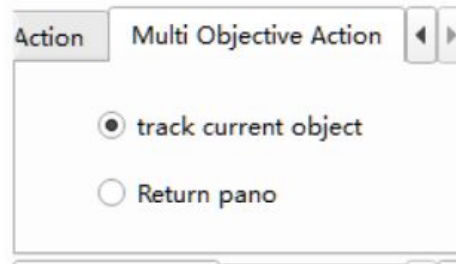 Action
Multi Objective Action
track current object
Return pano